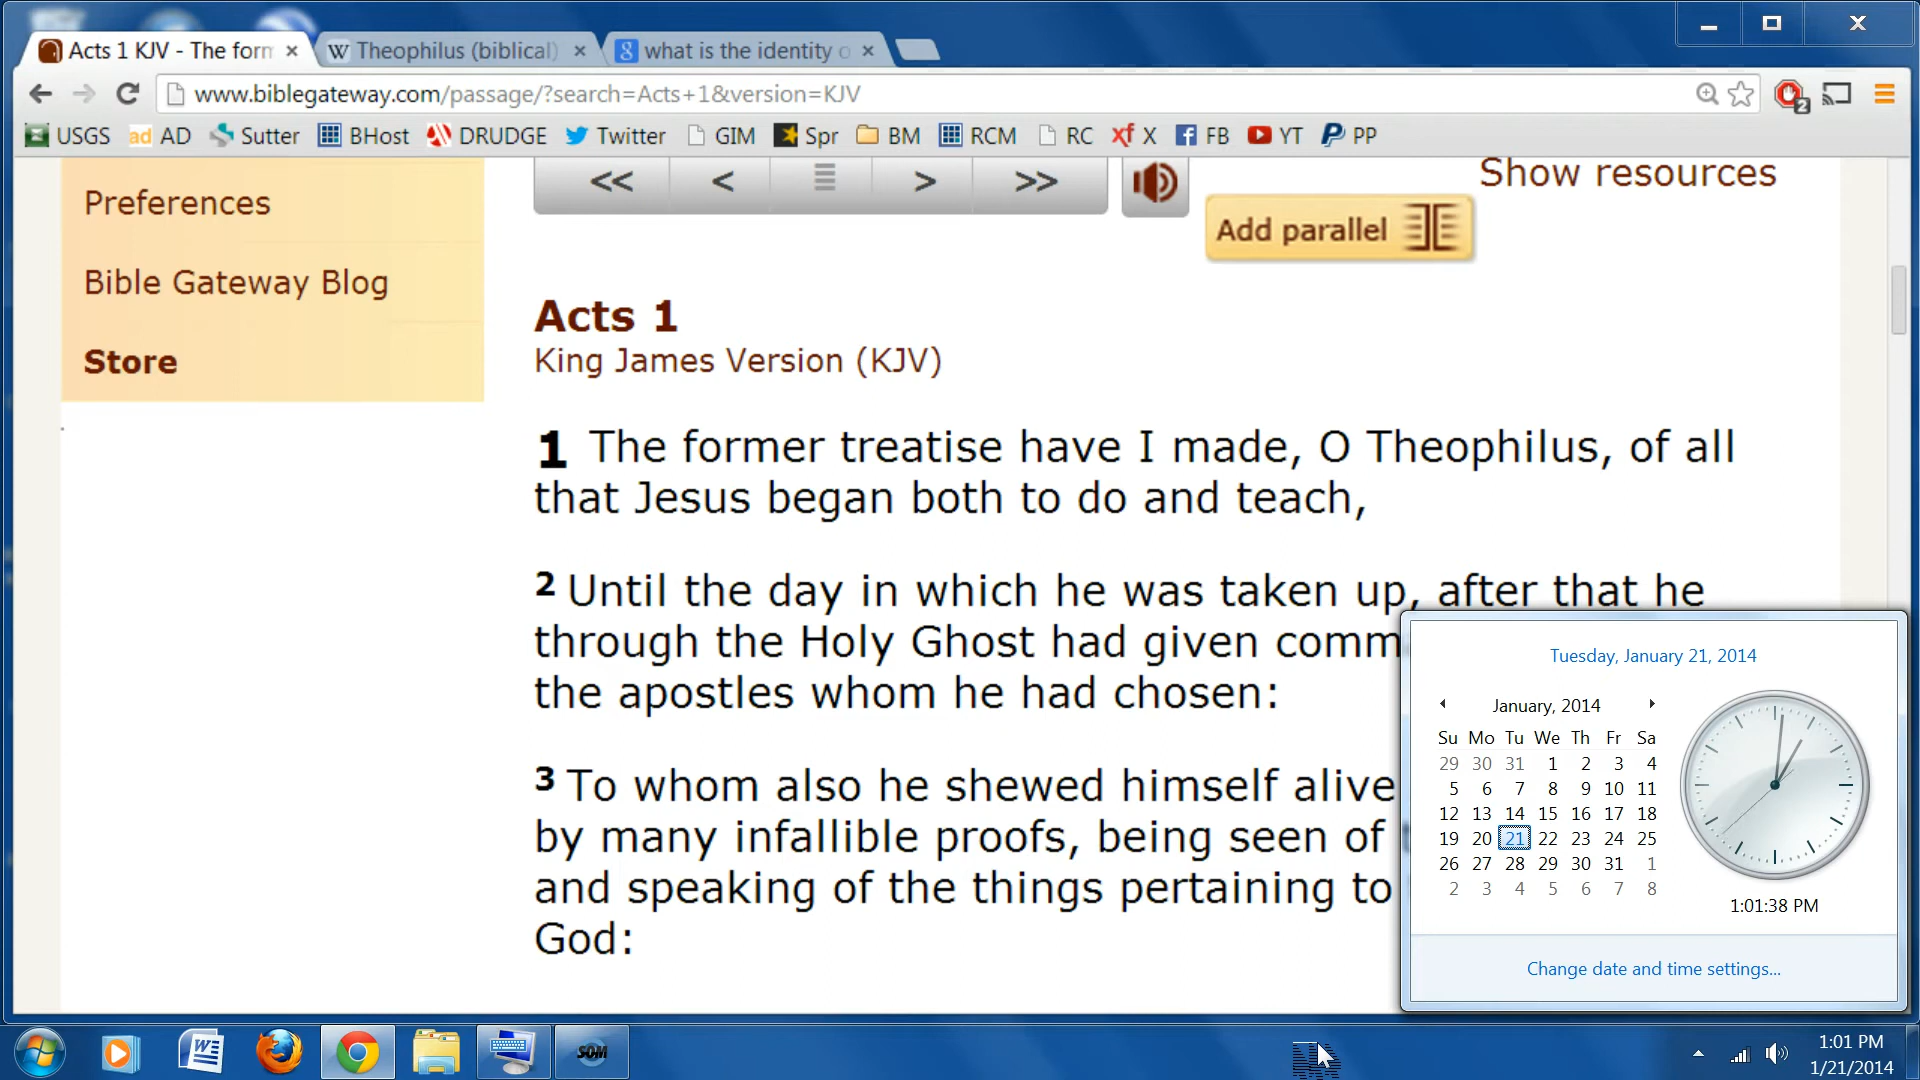 Acts 1 KJV - The form
W Theophilus (biblical)
8 what is the identity o
www.biblegateway.com/passage/?search=Acts+1&version=KJV
2
USGS ad AD Sutter BHost DRUDGE Twitter GIM Spr BM RCM RC xf X FB YT PP
<< < > >>
Show resources
Add parallel
Preferences
Bible Gateway Blog
Store
Acts 1
King James Version (KJV)
1 The former treatise have I made, O Theophilus, of all
that Jesus began both to do and teach,
2 Until the day in which he was taken up, after that he
through the Holy Ghost had given comm
the apostles whom he had chosen:
3 To whom also he shewed himself alive
by many infallible proofs, being seen of
and speaking of the things pertaining to
God:
Tuesday, January 21, 2014
January, 2014
Su Mo Tu We Th Fr Sa
29 30 31 1 2 3 4
5 6 7 8 9 10 11
12 13 14 15 16 17 18
19 20 21 22 23 24 25
26 27 28 29 30 31 1
2 3 4 5 6 7 8
1:01:38 PM
Change date and time settings...
SOM
1:01 PM
1/21/2014